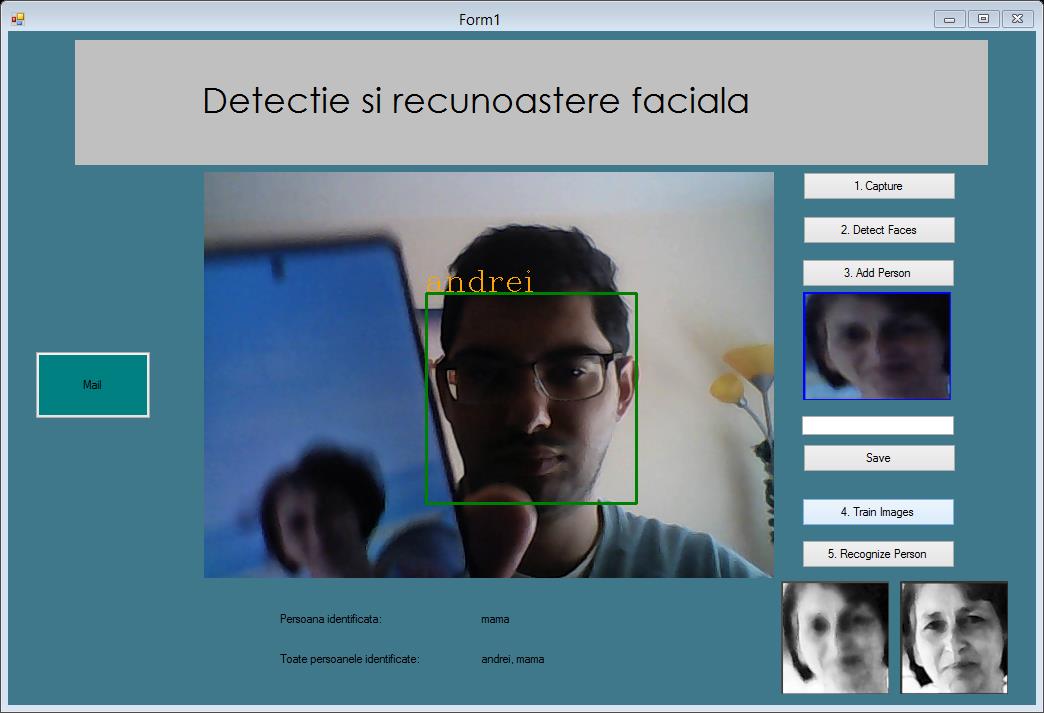 Form1
Detectie si recunoastere faciala
1. Capture
2. Detect Faces
3. Add Person
andrei
Mail
Save
4. Train Images
5. Recognize Person
Persoana identificata: mama
Toate persoanele identificate: andrei, mama